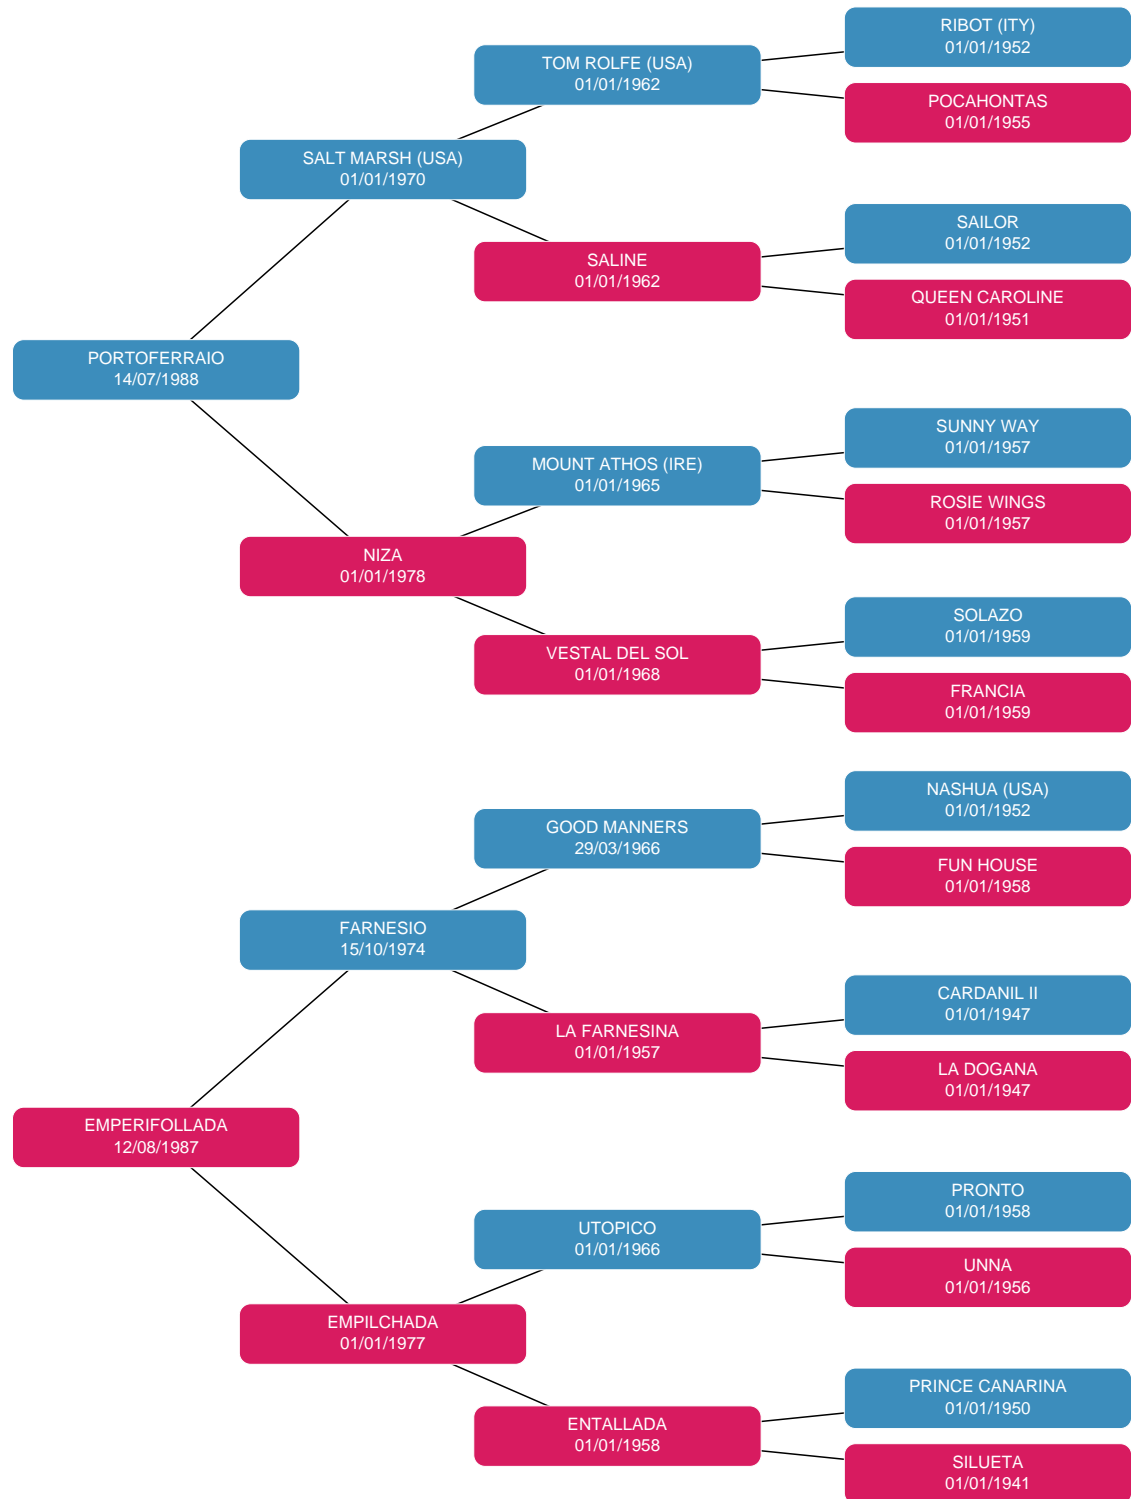 RIBOT (ITY)
01/01/1952
TOM ROLFE (USA)
01/01/1962
POCAHONTAS
01/01/1955
SALT MARSH (USA)
01/01/1970
SAILOR
01/01/1952
SALINE
01/01/1962
QUEEN CAROLINE
01/01/1951
PORTOFERRAIO
14/07/1988
SUNNY WAY
01/01/1957
MOUNT ATHOS (IRE)
01/01/1965
ROSIE WINGS
01/01/1957
NIZA
01/01/1978
SOLAZO
01/01/1959
VESTAL DEL SOL
01/01/1968
FRANCIA
01/01/1959
NASHUA (USA)
01/01/1952
GOOD MANNERS
29/03/1966
FUN HOUSE
01/01/1958
FARNESIO
15/10/1974
CARDANIL II
01/01/1947
LA FARNESINA
01/01/1957
LA DOGANA
01/01/1947
EMPERIFOLLADA
12/08/1987
PRONTO
01/01/1958
UTOPICO
01/01/1966
UNNA
01/01/1956
EMPILCHADA
01/01/1977
PRINCE CANARINA
01/01/1950
ENTALLADA
01/01/1958
SILUETA
01/01/1941